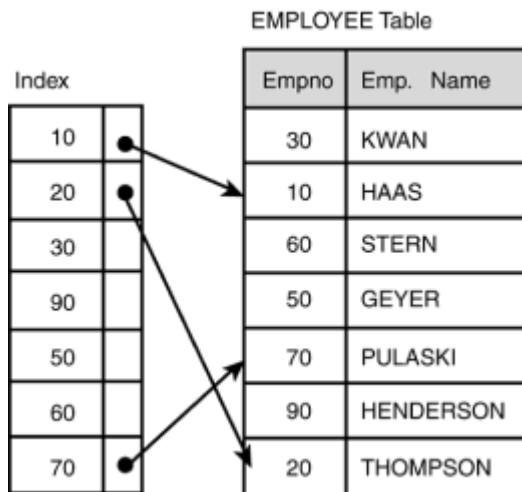 EMPLOYEE Table
Index
Empno Emp. Name
10
20
30
90
50
60
70
30 KWAN
10 HAAS
60 STERN
50 GEYER
70 PULASKI
90 HENDERSON
20 THOMPSON